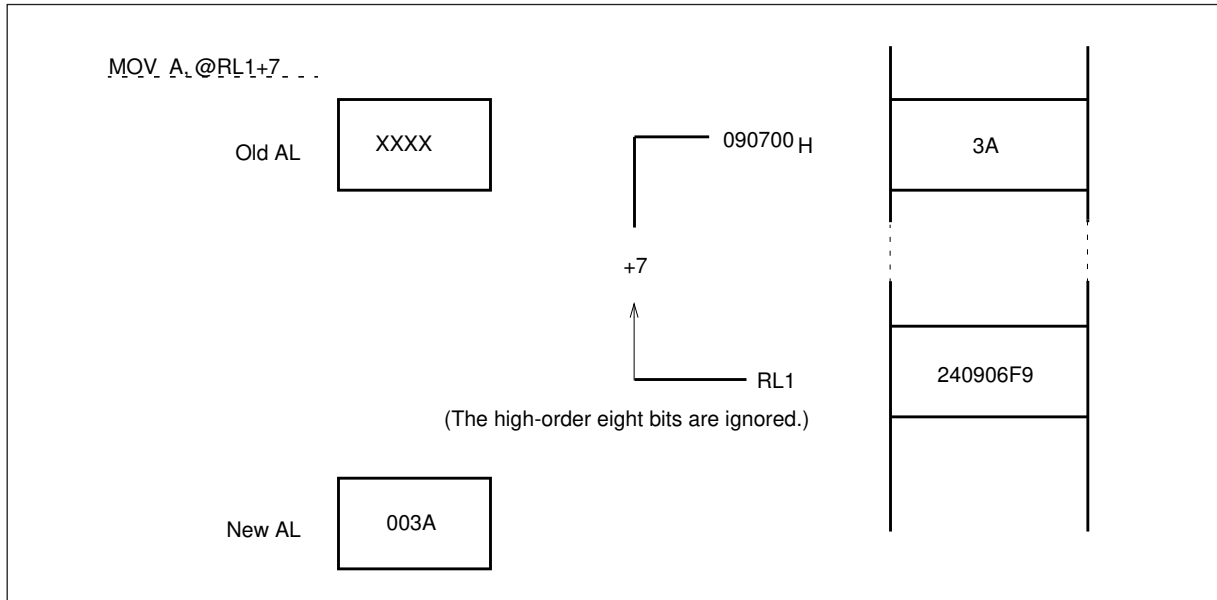 MOV A, @RL1+7
Old AL
XXXX
090700 H
3A
+7
RL1
240906F9
(The high-order eight bits are ignored.)
New AL
003A